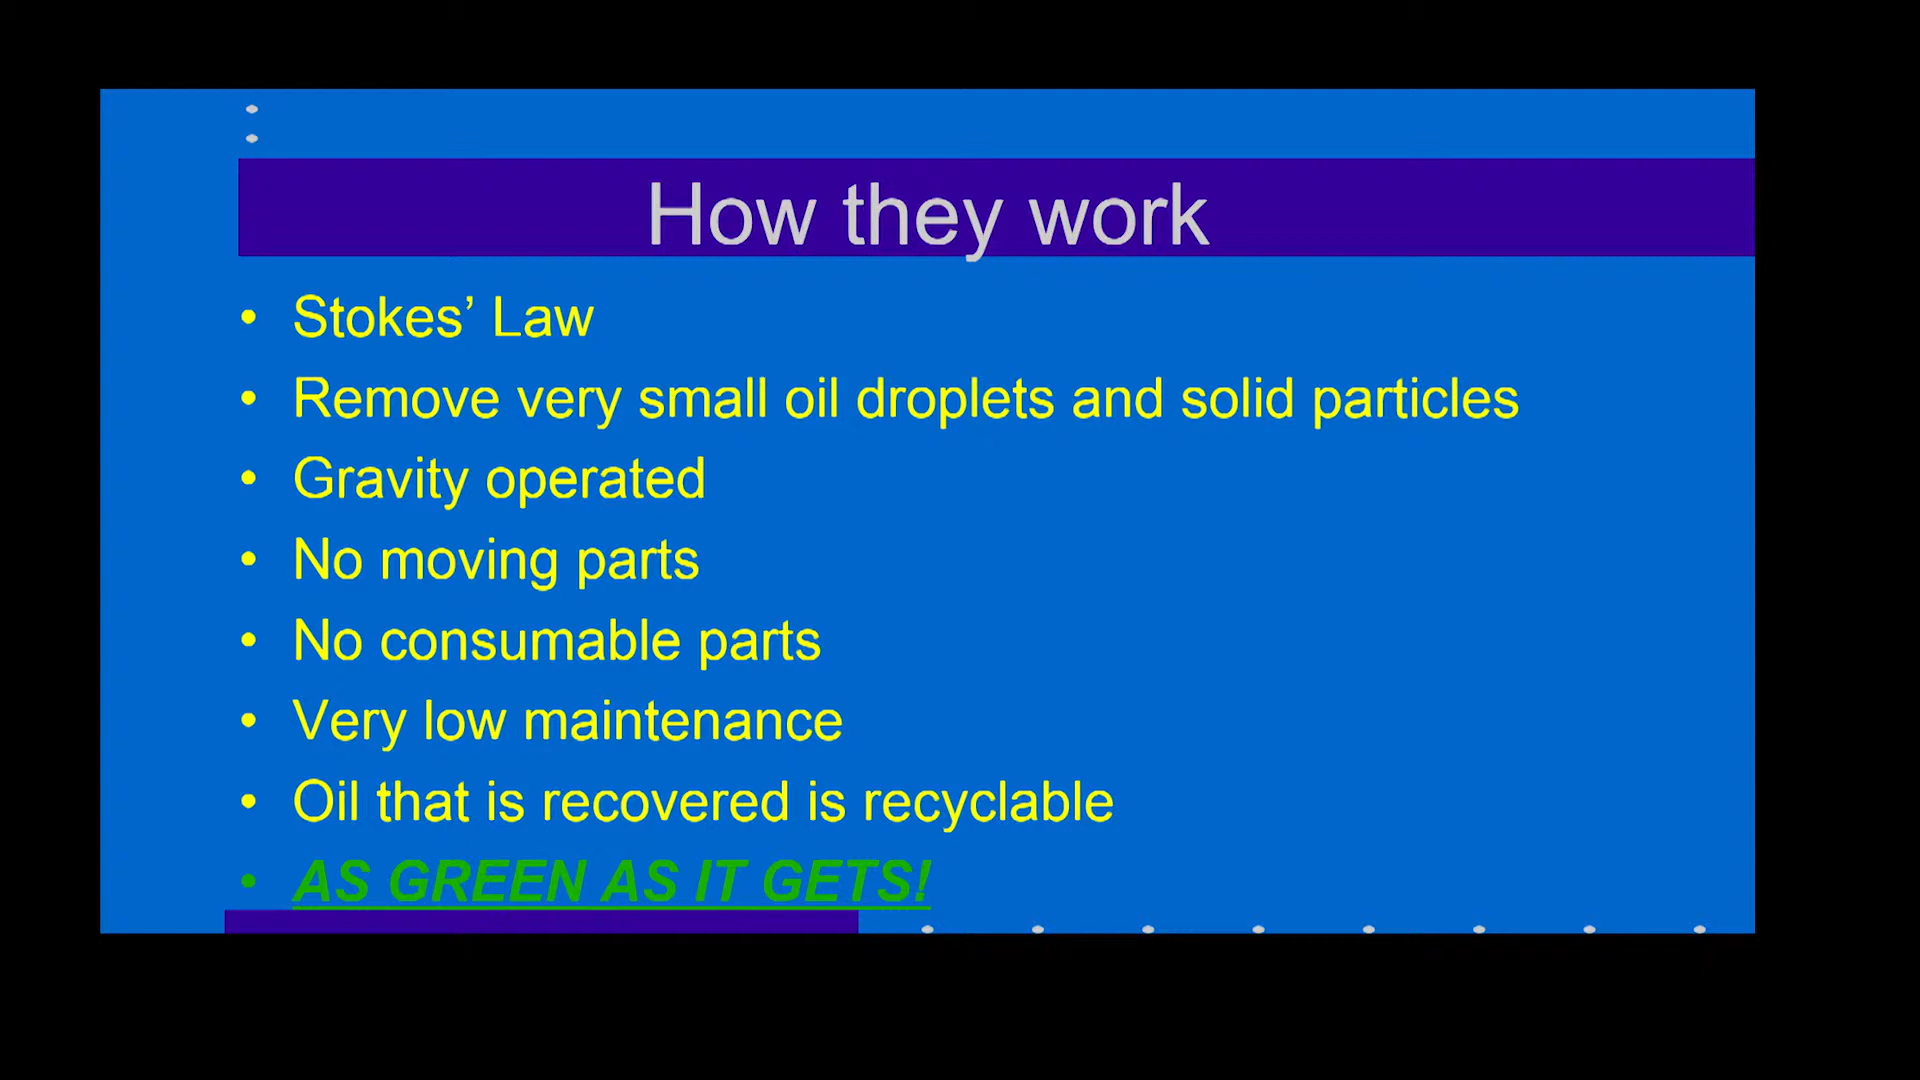 How they work
• Stokes’ Law
• Remove very small oil droplets and solid particles
• Gravity operated
• No moving parts
• No consumable parts
• Very low maintenance
• Oil that is recovered is recyclable
• AS GREEN AS IT GETS!